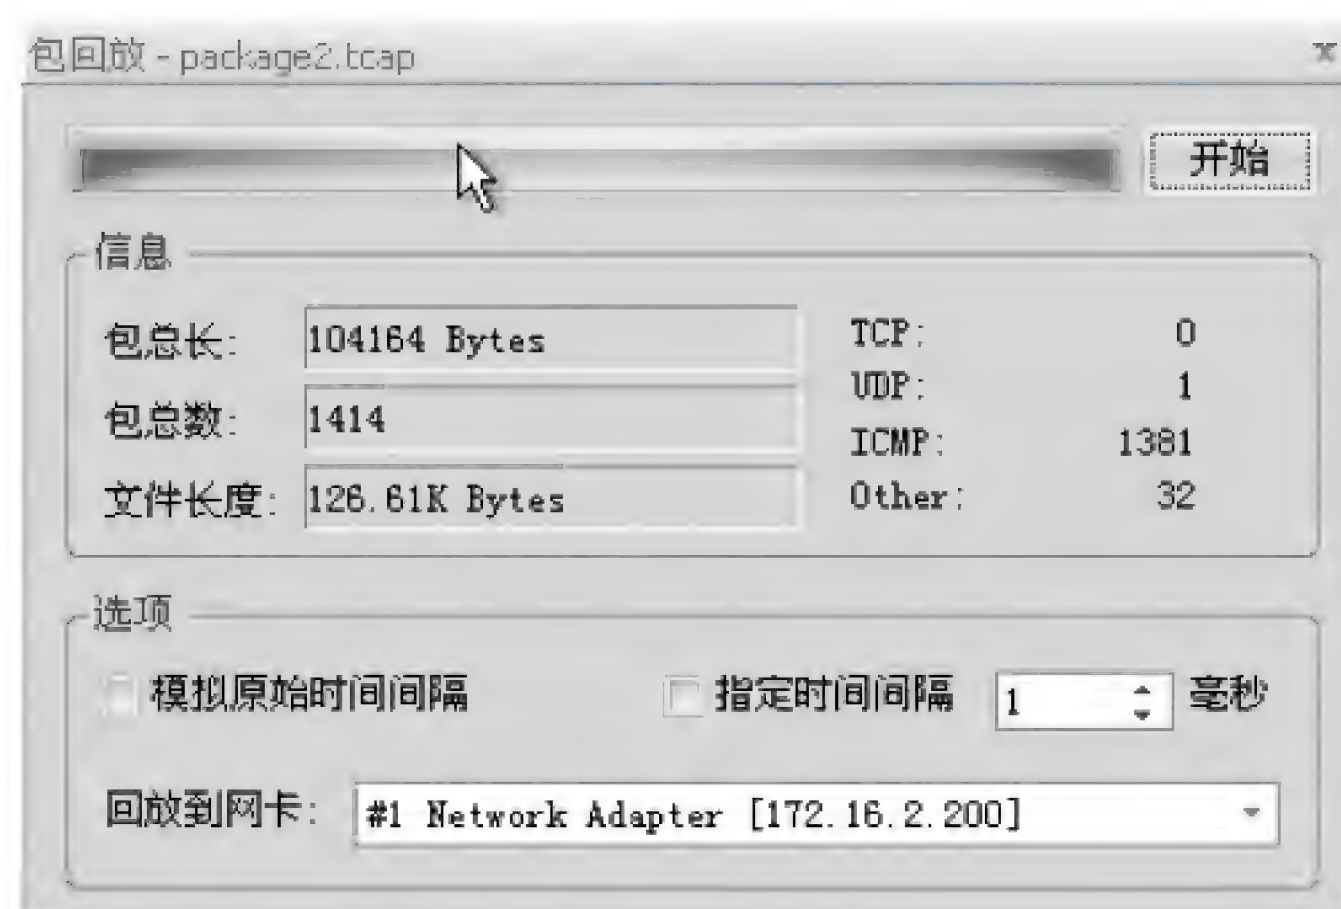 包回放 - package2.tcap
开始
信息
包总长: 104164 Bytes
包总数: 1414
文件长度: 126.61K Bytes
TCP: 0
UDP: 1
ICMP: 1381
Other: 32
选项
模拟原始时间间隔 指定时间间隔 1 毫秒
回放到网卡: #1 Network Adapter [172.16.2.200]